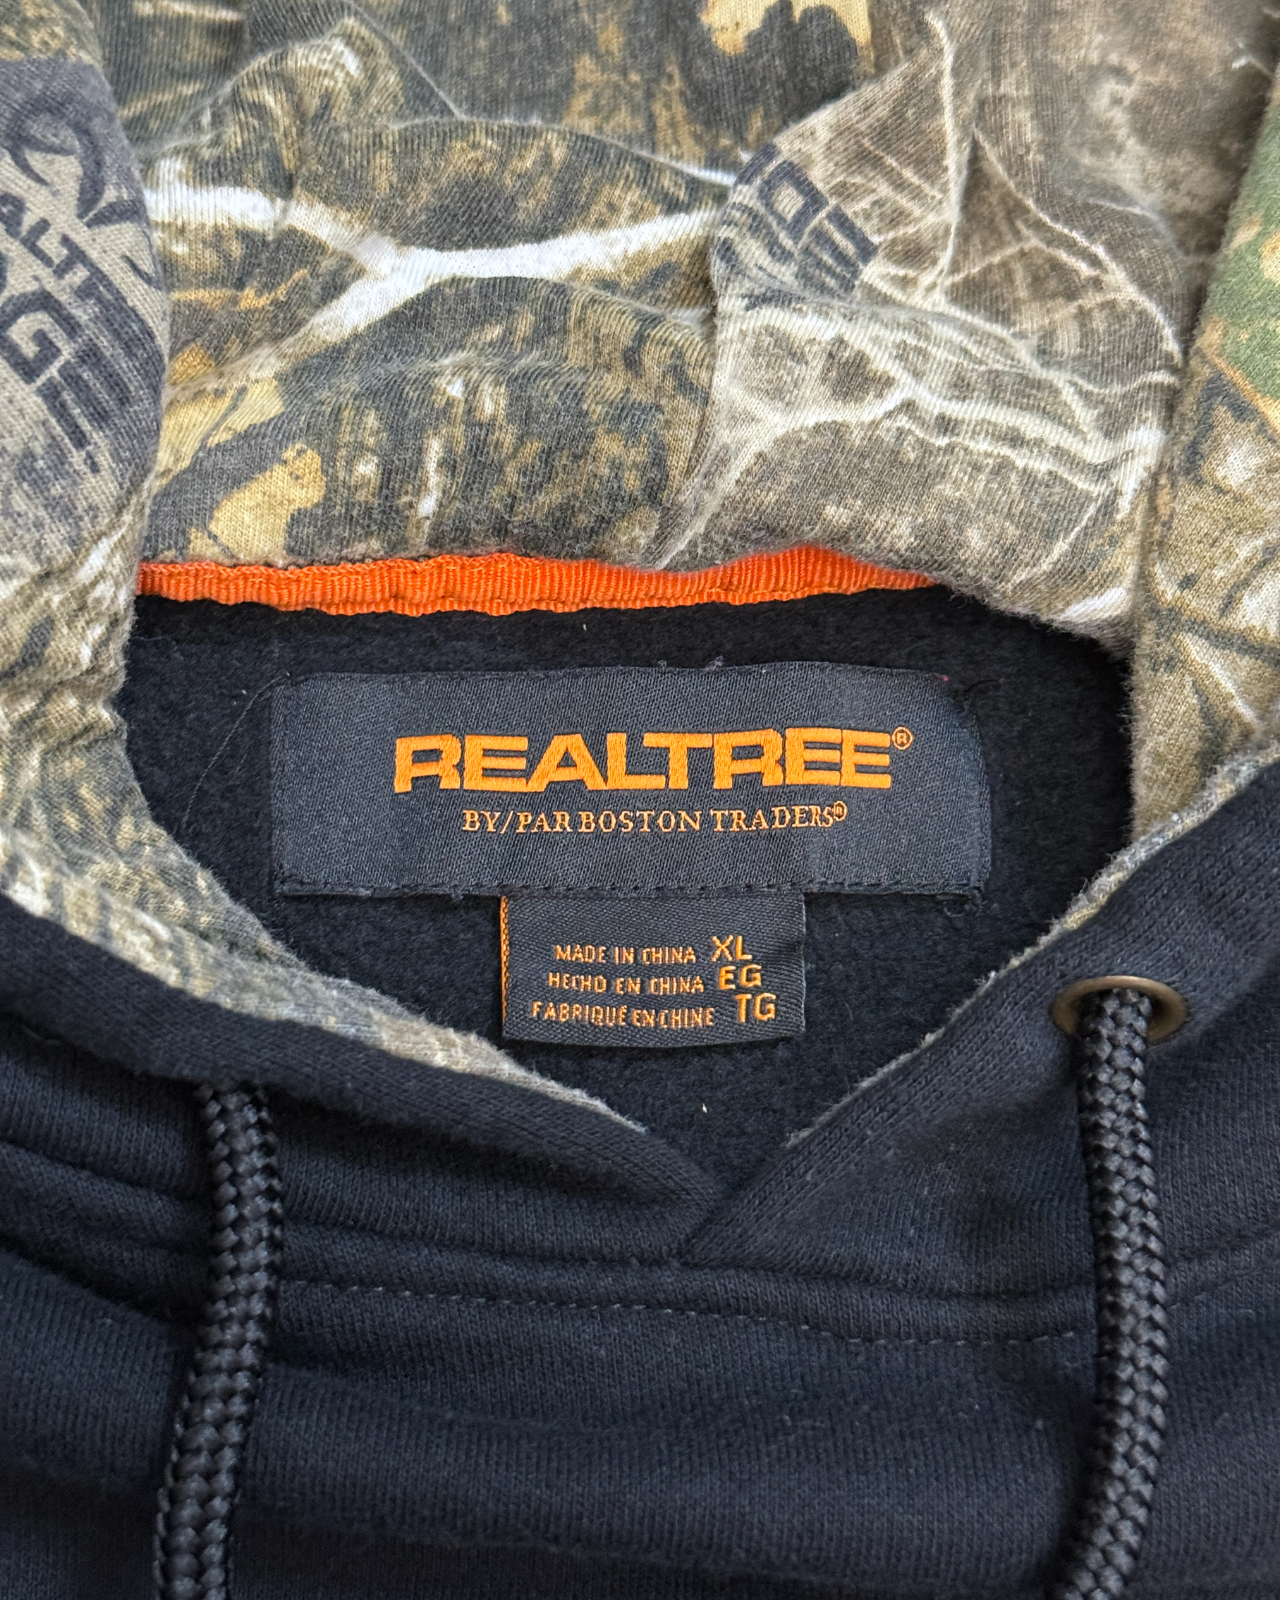 REALTREE®
BY/PAR BOSTON TRADERS®
MADE IN CHINA XL
HECHO EN CHINA EG
FABRIQUÉ EN CHINE TG